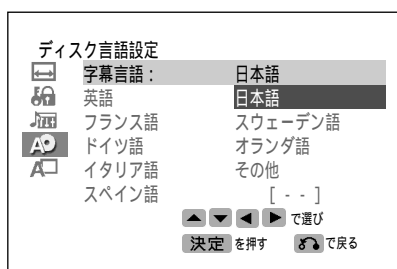 ディスク言語設定
字幕言語： 日本語
英語 日本語
フランス語 スウェーデン語
ドイツ語 オランダ語
イタリア語 その他
スペイン語 [ - - ]
▲ ▼ ◀ ▶ で選び
決定 を押す で戻る